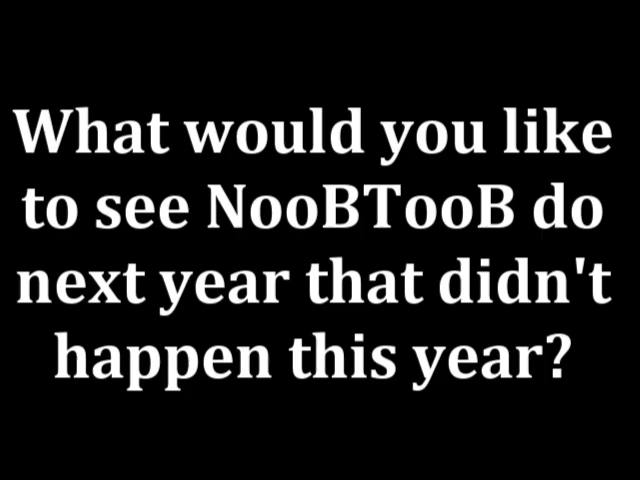 What would you like
to see NooBTooB do
next year that didn't
happen this year?